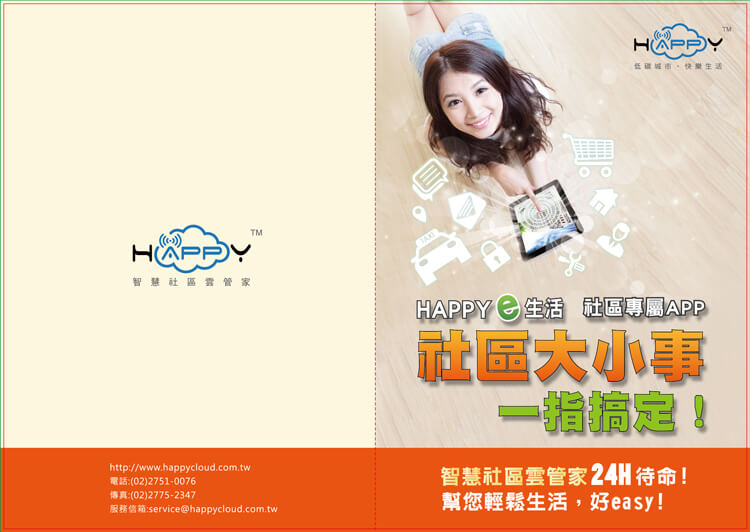 HAPPY TM
智慧社區雲管家
http://www.happycloud.com.tw
電話:(02)2751-0076
傳真:(02)2775-2347
服務信箱:service@happycloud.com.tw
HAPPY TM
低碳城市・快樂生活
TAXI
HAPPY e 生活 社區專屬APP
社區大小事
一指搞定！
智慧社區雲管家24H待命!
幫您輕鬆生活，好easy!